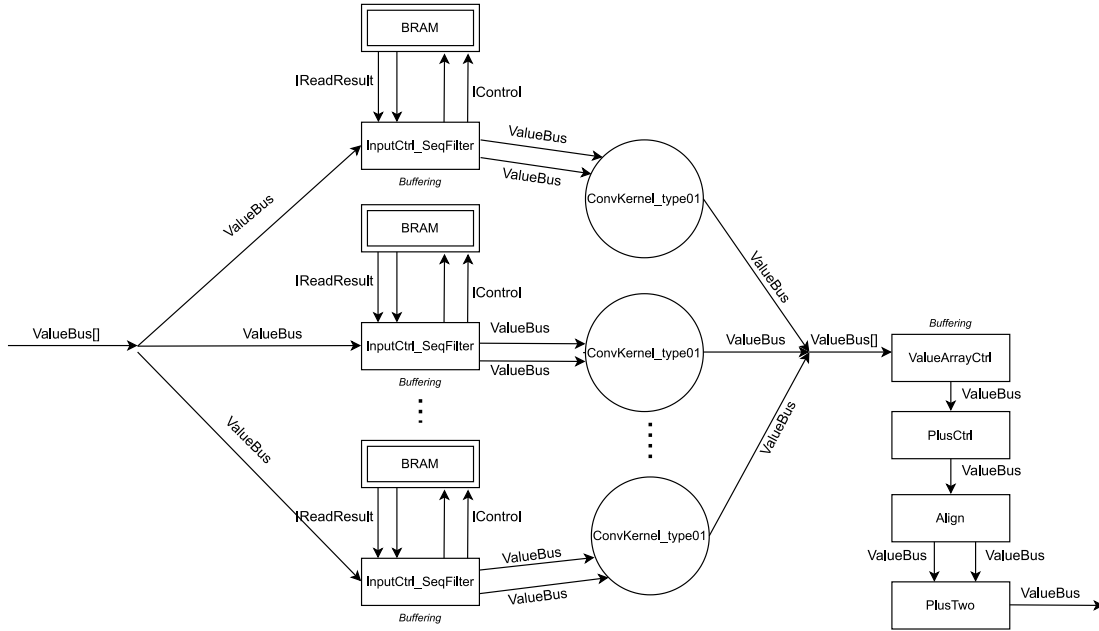 BRAM
IReadResult
IControl
InputCtrl_SeqFilter
Buffering
ValueBus
ValueBus
ConvKernel_type01
ValueBus
ValueBus
BRAM
IReadResult
IControl
ValueBus[]
ValueBus
InputCtrl_SeqFilter
Buffering
ValueBus
ValueBus
ConvKernel_type01
ValueBus
ValueBus[]
Buffering
ValueArrayCtrl
ValueBus
PlusCtrl
ValueBus
Align
ValueBus
ValueBus
PlusTwo
ValueBus
ValueBus
BRAM
IReadResult
IControl
InputCtrl_SeqFilter
Buffering
ValueBus
ValueBus
ConvKernel_type01
ValueBus